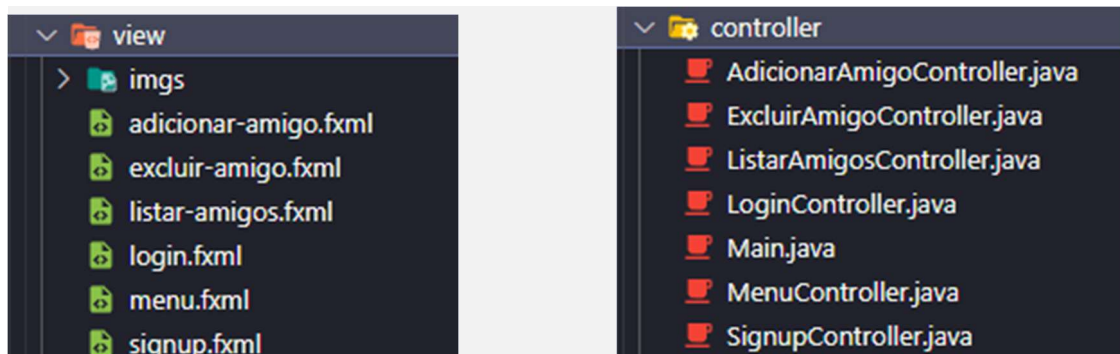 view
imgs
adicionar-amigo.fxml
excluir-amigo.fxml
listar-amigos.fxml
login.fxml
menu.fxml
signup.fxml
controller
AdicionarAmigoController.java
ExcluirAmigoController.java
ListarAmigosController.java
LoginController.java
Main.java
MenuController.java
SignupController.java